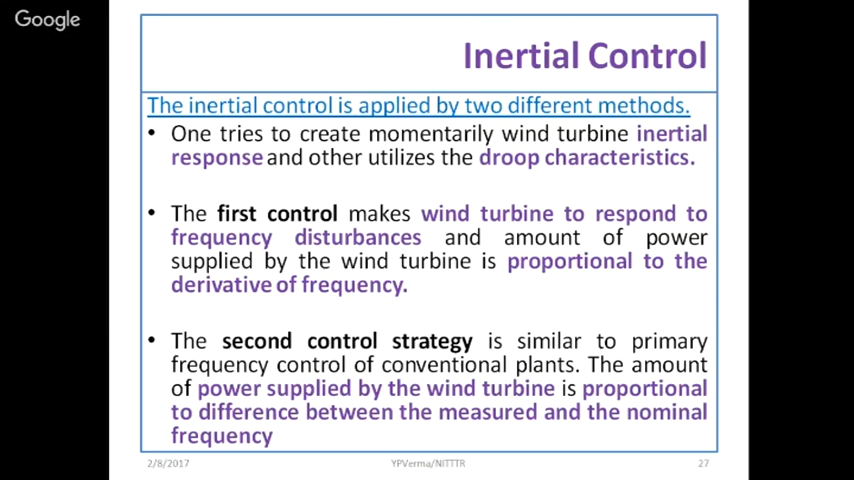 Google
Inertial Control
The inertial control is applied by two different methods.
• One tries to create momentarily wind turbine inertial
response and other utilizes the droop characteristics.
• The first control makes wind turbine to respond to
frequency disturbances and amount of power
supplied by the wind turbine is proportional to the
derivative of frequency.
• The second control strategy is similar to primary
frequency control of conventional plants. The amount
of power supplied by the wind turbine is proportional
to difference between the measured and the nominal
frequency
2/8/2017 YPVerma/NITTTR 27